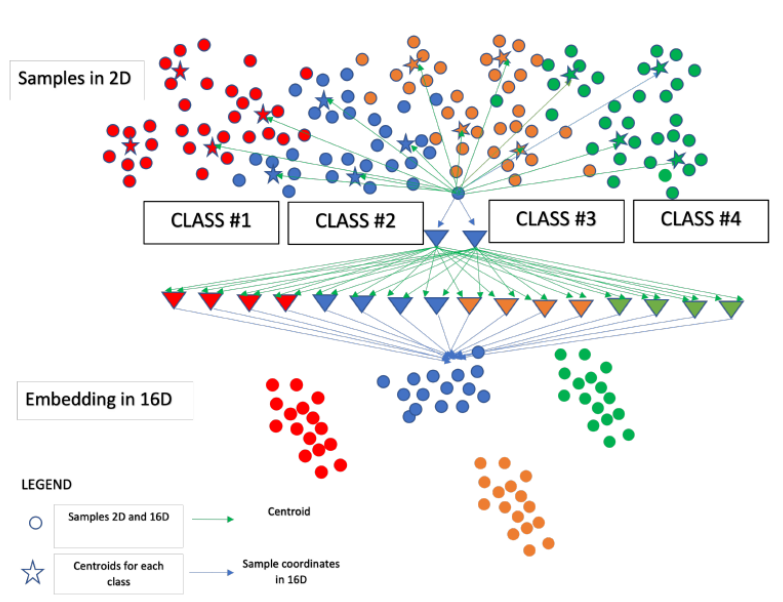 Samples in 2D
CLASS #1
CLASS #2
CLASS #3
CLASS #4
Embedding in 16D
LEGEND
Samples 2D and 16D
Centroid
Centroids for each
class
Sample coordinates
in 16D